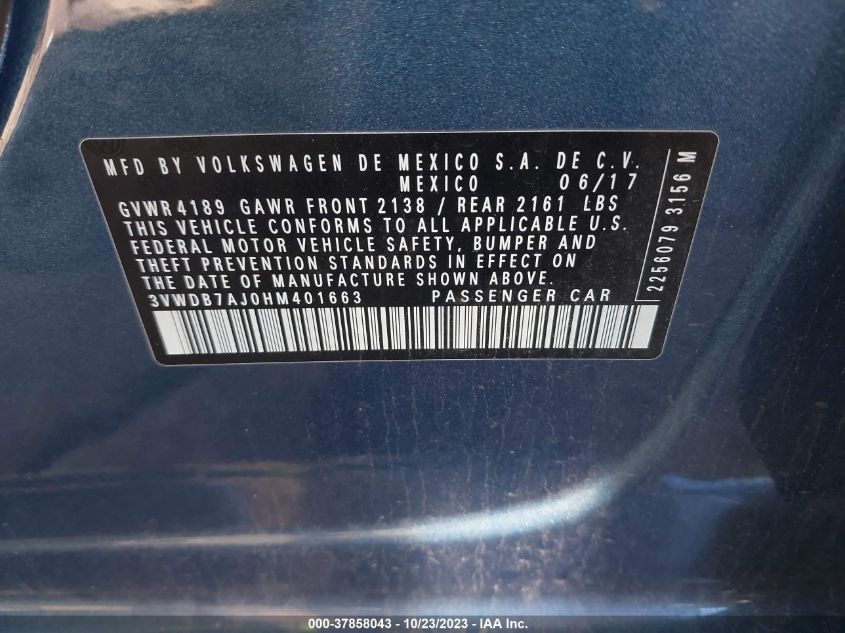 MFD BY VOLKSWAGEN DE MEXICO S.A. DE C.V.
MEXICO 06/17
GVWR 4189 GAWR FRONT 2138 / REAR 2161 LBS
THIS VEHICLE CONFORMS TO ALL APPLICABLE U.S.
FEDERAL MOTOR VEHICLE SAFETY, BUMPER AND
THEFT PREVENTION STANDARDS IN EFFECT ON
THE DATE OF MANUFACTURE SHOWN ABOVE.
3VWDB7AJ0HM401663 PASSENGER CAR
2256079 3156 M
000-37858043 - 10/23/2023 - IAA Inc.